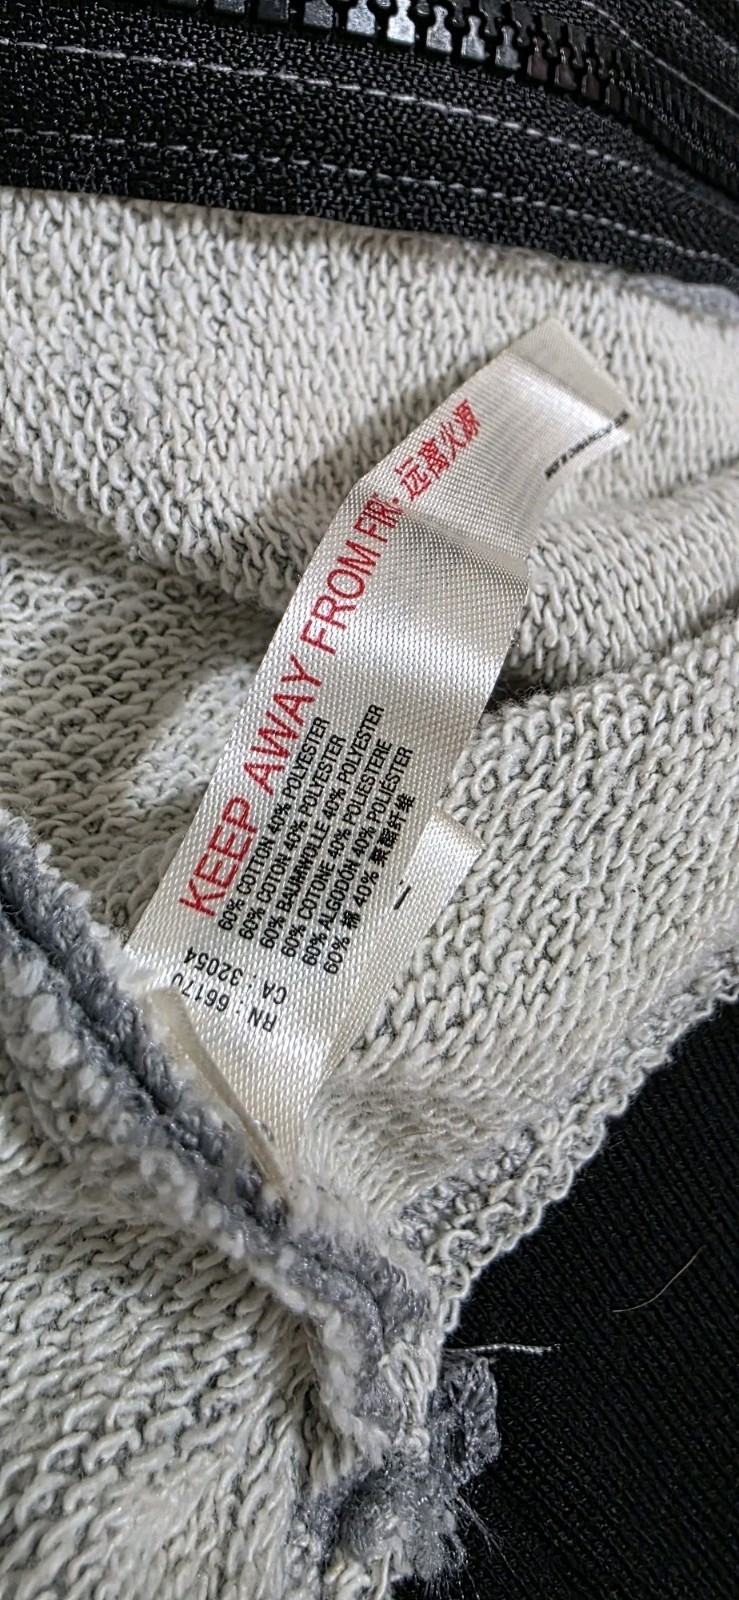 KEEP AWAY FROM FIRE 远离火源
60% COTTON 40% POLYESTER
60% COTON 40% POLYESTER
60% BAUMWOLLE 40% POLYESTER
60% COTONE 40% POLIESTERE
60% ALGODÓN 40% POLIÉSTER
60% 棉 40% 聚酯纤维
RN : 66170
CA : 32054